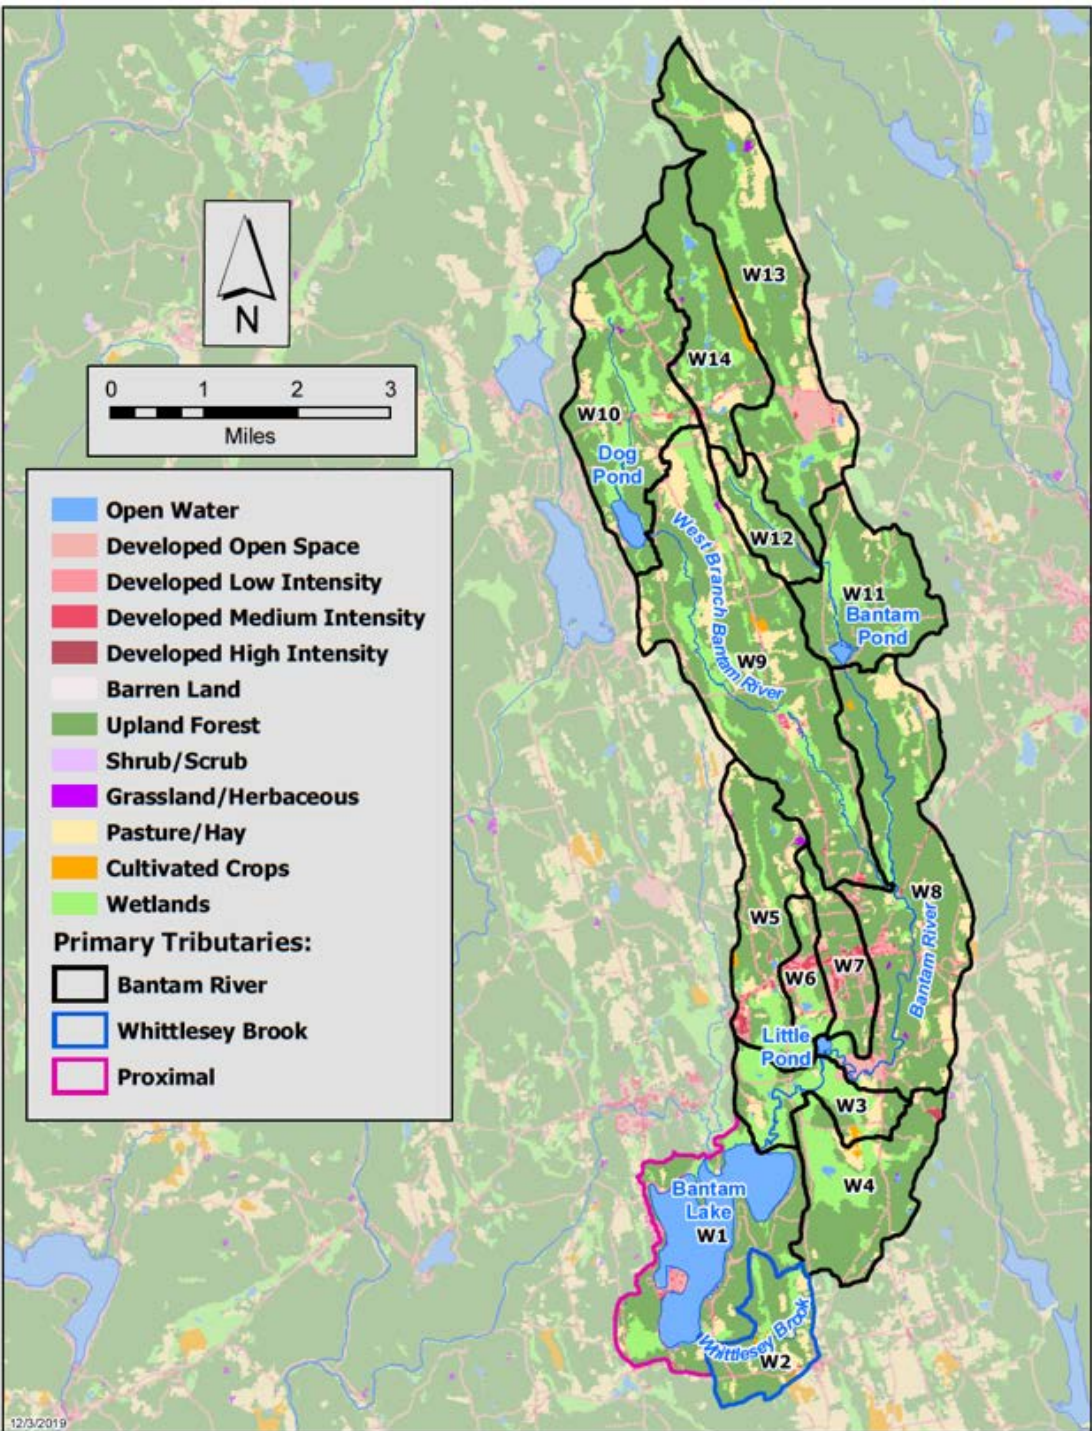 N
0 1 2 3
Miles
Open Water
Developed Open Space
Developed Low Intensity
Developed Medium Intensity
Developed High Intensity
Barren Land
Upland Forest
Shrub/Scrub
Grassland/Herbaceous
Pasture/Hay
Cultivated Crops
Wetlands
Primary Tributaries:
Bantam River
Whittlesey Brook
Proximal
W13
W14
W10
Dog
Pond
W12
West Branch Bantam River
W11
Bantam
Pond
W9
W8
Bantam River
W5
W7
W6
Little
Pond
W3
W4
Bantam
Lake
W1
Whittlesey Brook
W2
12/3/2019